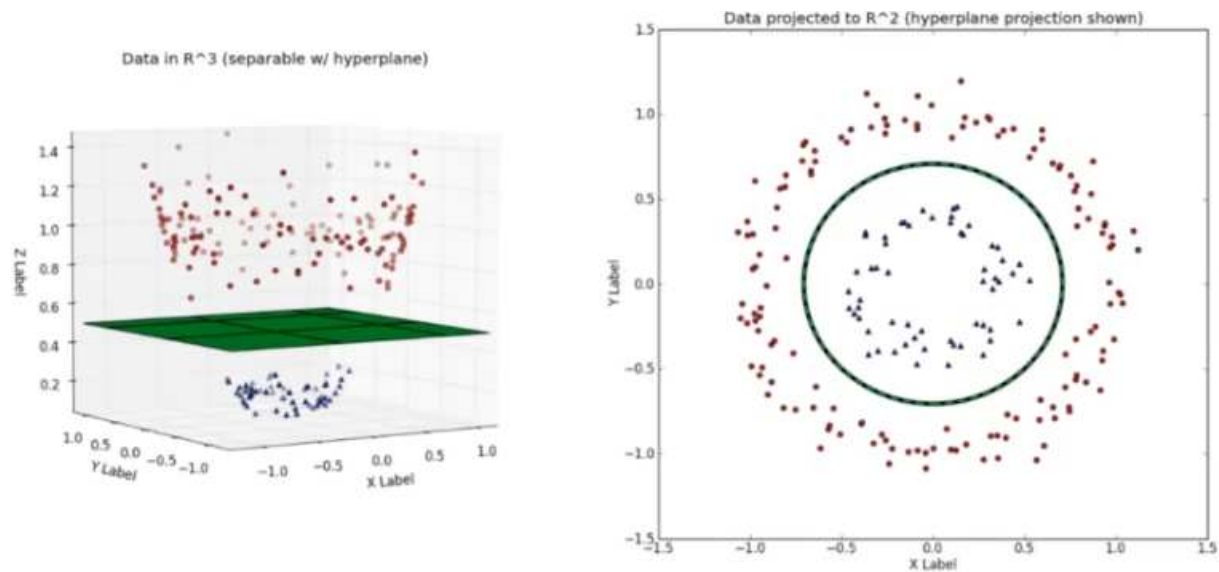 Data in R^3 (separable w/ hyperplane)
1.4
1.2
1.0
0.8
0.6
0.4
0.2
Z Label
1.0 0.5 0.0 −0.5 −1.0
Y Label
−1.0 −0.5 0.0 0.5 1.0
X Label
Data projected to R^2 (hyperplane projection shown)
1.5
1.0
0.5
0.0
−0.5
−1.0
−1.5
Y Label
−1.5 −1.0 −0.5 0.0 0.5 1.0 1.5
X Label